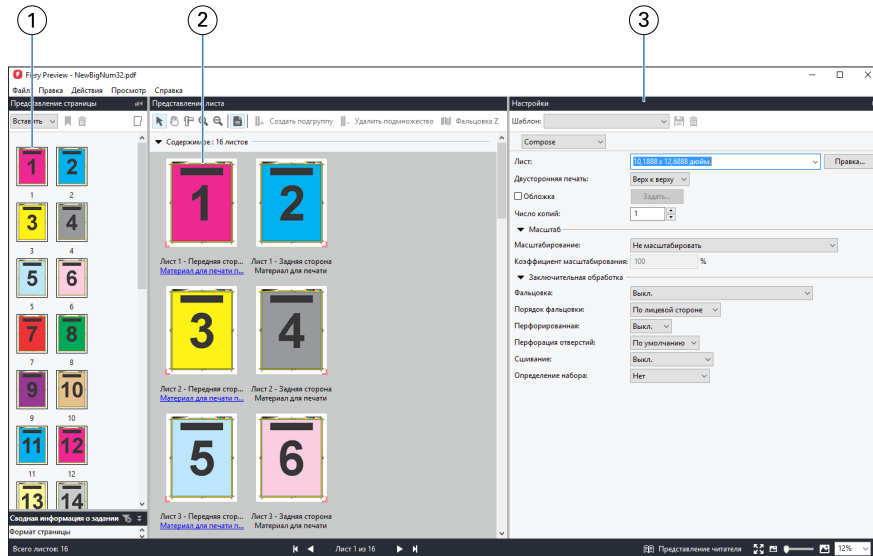 1 2 3
Fiery Preview - NewBigNum32.pdf
Файл Правка Действия Просмотр Справка
Представление страницы
Вставить
1 2
1 2
3 4
3 4
5 6
5 6
7 8
7 8
9 10
9 10
11 12
11 12
13 14
Сводная информация о задании
Формат страницы
Представление листа
Создать подгруппу Удалить подмножество Фальцовка Z
Содержимое: 16 листов
1 2
Лист 1 - Передняя стор... Лист 1 - Задняя сторона
Материал для печати п... Материал для печати
3 4
Лист 2 - Передняя стор... Лист 2 - Задняя сторона
Материал для печати п... Материал для печати
5 6
Лист 3 - Передняя стор... Лист 3 - Задняя сторона
Материал для печати п... Материал для печати
Настройки
Шаблон:
Compose
Лист: 10,1888 x 12,6888 дюйм. Правка...
Двусторонняя печать: Верх к верху
Обложка Задать...
Число копий: 1
Масштаб
Масштабирование: Не масштабировать
Коэффициент масштабирования: 100 %
Заключительная обработка
Фальцовка: Выкл.
Порядок фальцовки: По лицевой стороне
Перфорированная: Выкл.
Перфорация отверстий: По умолчанию
Сшивание: Выкл.
Определение набора: Нет
Всего листов: 16 Лист 1 из 16 Представление читателя 12%